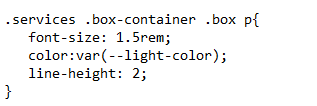 .services .box-container .box p{
    font-size: 1.5rem;
    color:var(--light-color);
    line-height: 2;
}